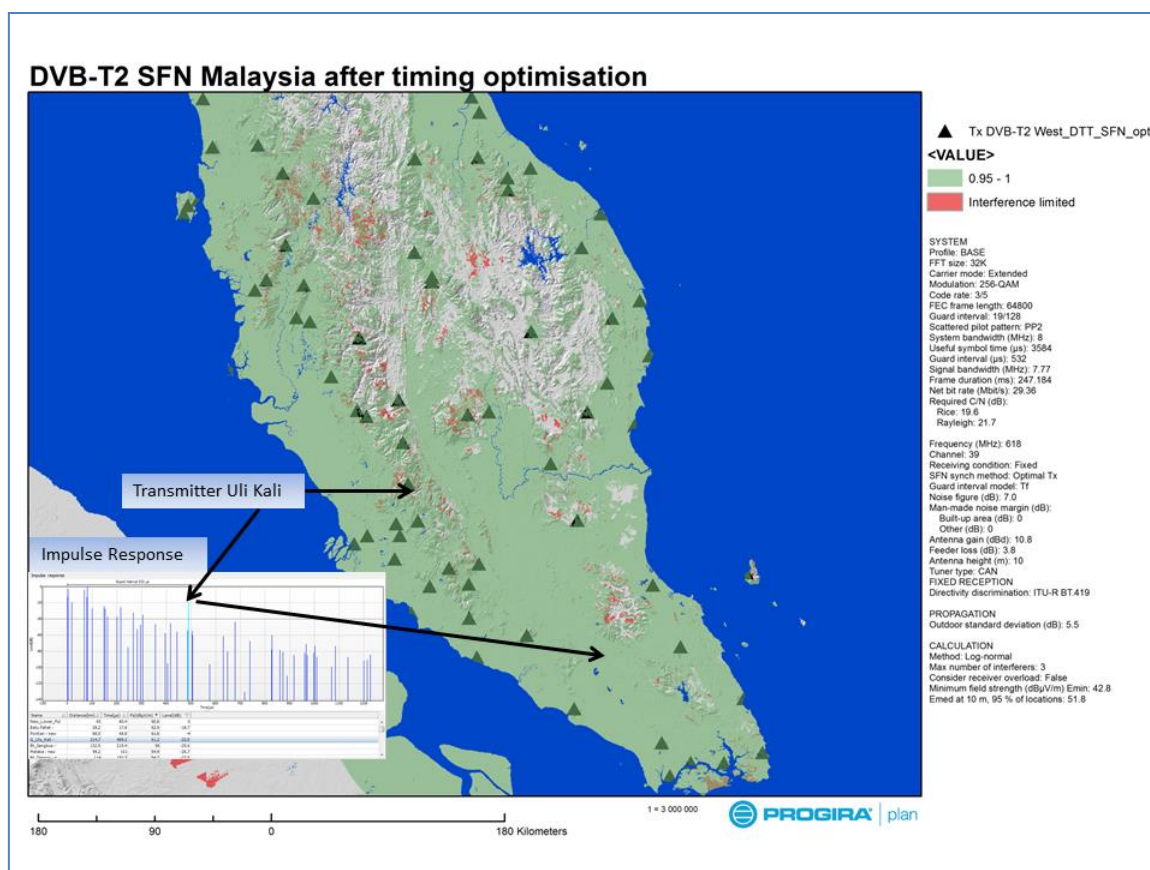 DVB-T2 SFN Malaysia after timing optimisation
Tx DVB-T2 West_DTT_SFN_opt
<VALUE>
0.95 - 1
Interference limited
SYSTEM
Profile: BASE
FFT size: 32K
Carrier mode: Extended
Modulation: 256-QAM
Code rate: 3/5
FEC frame length: 64800
Guard interval: 19/128
Scattered pilot pattern: PP2
System bandwidth (MHz): 8
Useful symbol time (µs): 3584
Guard interval (µs): 532
Signal bandwidth (MHz): 7.77
Frame duration (ms): 247.184
Net bit rate (Mbit/s): 29.36
Required C/N (dB):
Rice: 19.6
Rayleigh: 21.7
Frequency (MHz): 618
Channel: 39
Receiving condition: Fixed
SFN synch method: Optimal Tx
Guard interval model: Tf
Noise figure (dB): 7.0
Man-made noise margin (dB):
Built-up area (dB): 0
Other (dB): 0
Antenna gain (dBd): 10.8
Feeder loss (dB): 3.8
Antenna height (m): 10
Tuner type: CAN
FIXED RECEPTION
Directivity discrimination: ITU-R BT.419
PROPAGATION
Outdoor standard deviation (dB): 5.5
CALCULATION
Method: Log-normal
Max number of interferers: 3
Consider receiver overload: False
Minimum field strength (dBµV/m) Emin: 42.8
Emed at 10 m, 95 % of locations: 51.8
Transmitter Uli Kali
Impulse Response
Impulse response
1 = 3 000 000
PROGIRA | plan
180 90 0 180 Kilometers